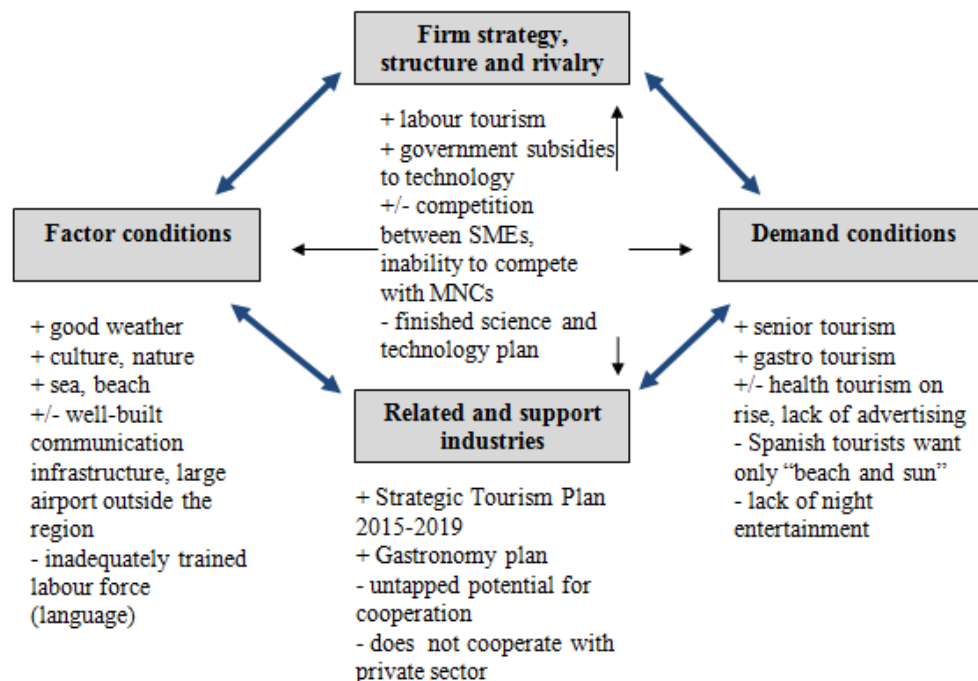 Firm strategy,
structure and rivalry
+ labour tourism
+ government subsidies
to technology
+/- competition
between SMEs,
inability to compete
with MNCs
- finished science and
technology plan
Factor conditions
+ good weather
+ culture, nature
+ sea, beach
+/- well-built
communication
infrastructure, large
airport outside the
region
- inadequately trained
labour force
(language)
Demand conditions
+ senior tourism
+ gastro tourism
+/- health tourism on
rise, lack of advertising
- Spanish tourists want
only “beach and sun”
- lack of night
entertainment
Related and support
industries
+ Strategic Tourism Plan
2015-2019
+ Gastronomy plan
- untapped potential for
cooperation
- does not cooperate with
private sector